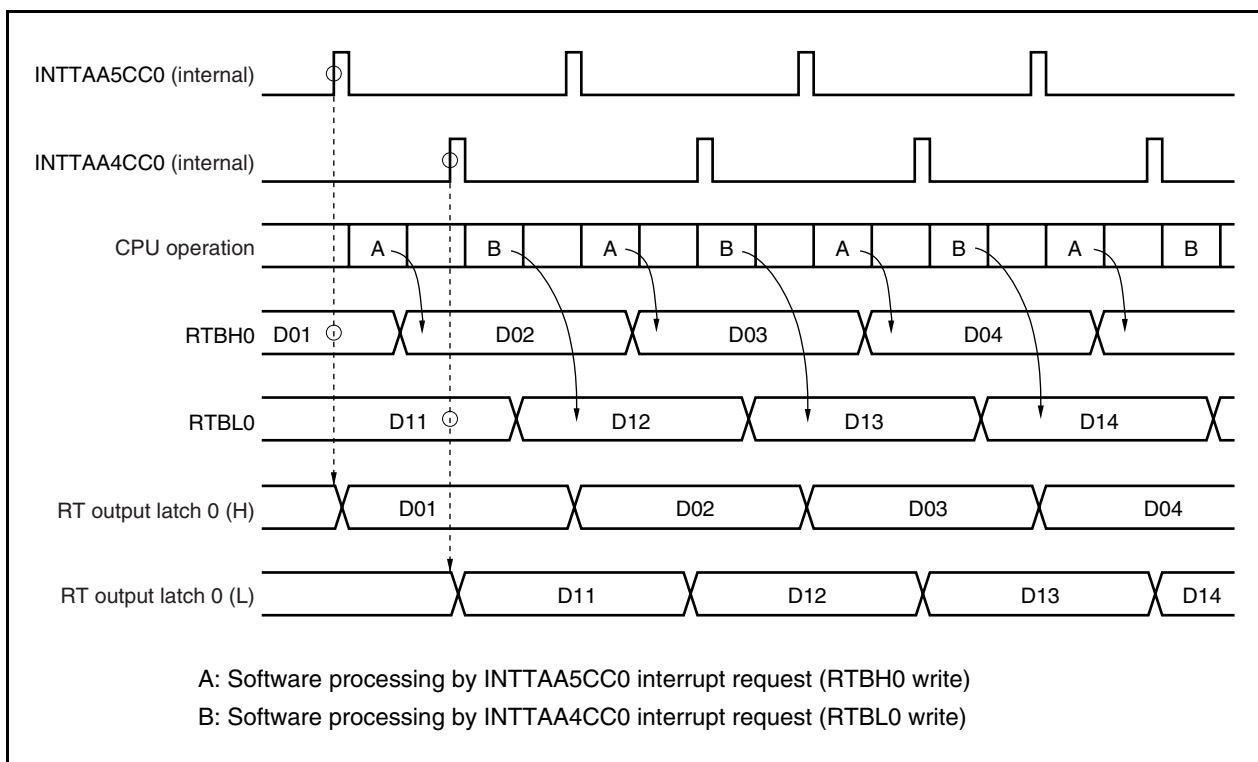 INTTAA5CC0 (internal)
INTTAA4CC0 (internal)
CPU operation A B A B A B A B
RTBH0 D01 D02 D03 D04
RTBL0 D11 D12 D13 D14
RT output latch 0 (H) D01 D02 D03 D04
RT output latch 0 (L) D11 D12 D13 D14
A: Software processing by INTTAA5CC0 interrupt request (RTBH0 write)
B: Software processing by INTTAA4CC0 interrupt request (RTBL0 write)